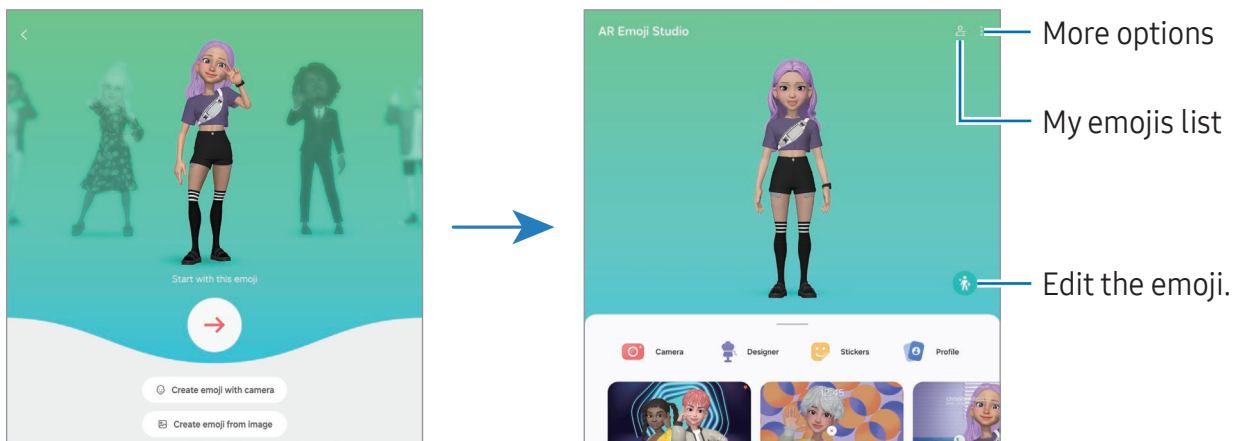 AR Emoji Studio
More options
My emojis list
Start with this emoji
Edit the emoji.
Camera
Designer
Stickers
Profile
Create emoji with camera
Create emoji from image